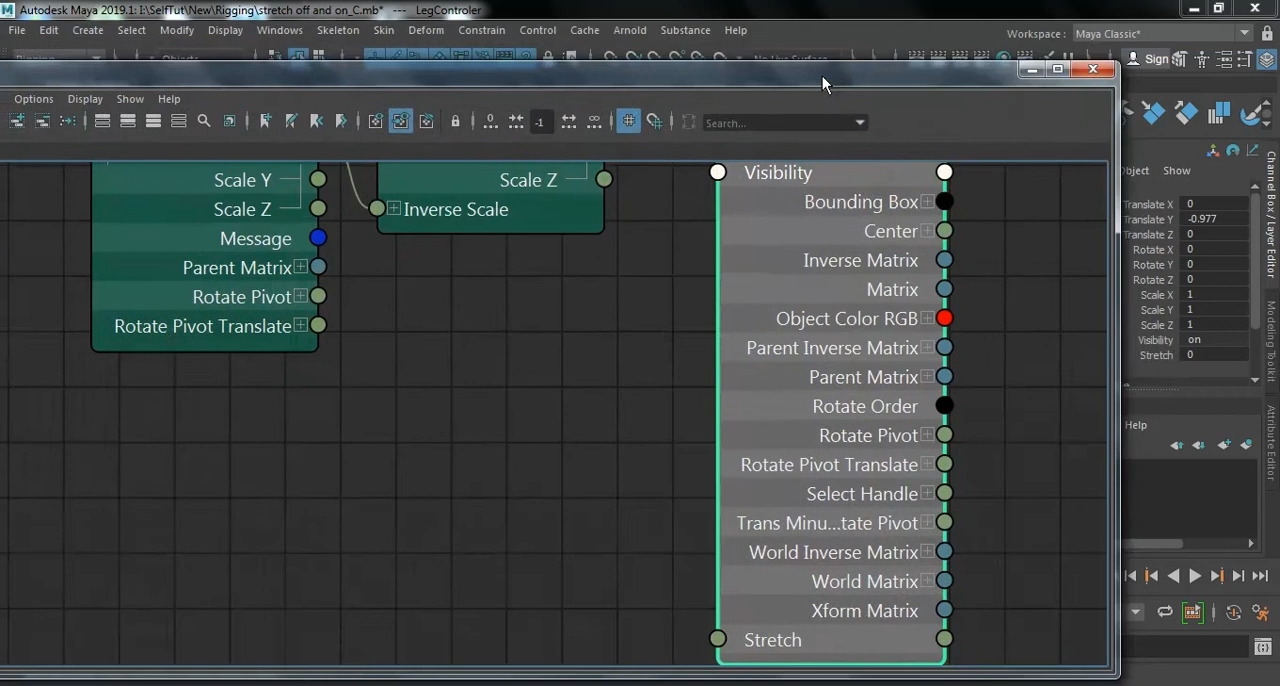 Autodesk Maya 2019.1: I:\SelfTut\New\Rigging\stretch off and on_C.mb* --- LegControler
File Edit Create Select Modify Display Windows Skeleton Skin Deform Constrain Control Cache Arnold Substance Help
Workspace : Maya Classic*
Sign
Options Display Show Help
-1
Search...
Scale Y
Scale Z
Message
Parent Matrix
Rotate Pivot
Rotate Pivot Translate
Scale Z
Inverse Scale
Visibility
Bounding Box
Center
Inverse Matrix
Matrix
Object Color RGB
Parent Inverse Matrix
Parent Matrix
Rotate Order
Rotate Pivot
Rotate Pivot Translate
Select Handle
Trans Minu...tate Pivot
World Inverse Matrix
World Matrix
Xform Matrix
Stretch
bject Show
Translate X 0
Translate Y -0.977
Translate Z 0
Rotate X 0
Rotate Y 0
Rotate Z 0
Scale X 1
Scale Y 1
Scale Z 1
Visibility on
Stretch 0
Help
Channel Box / Layer Editor
Modeling Toolkit
Attribute Editor